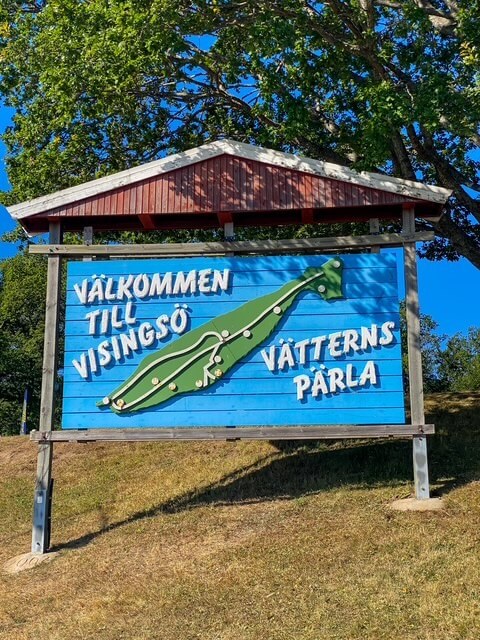 VÄLKOMMEN
TILL
VISINGSÖ
VÄTTERNS
PÄRLA